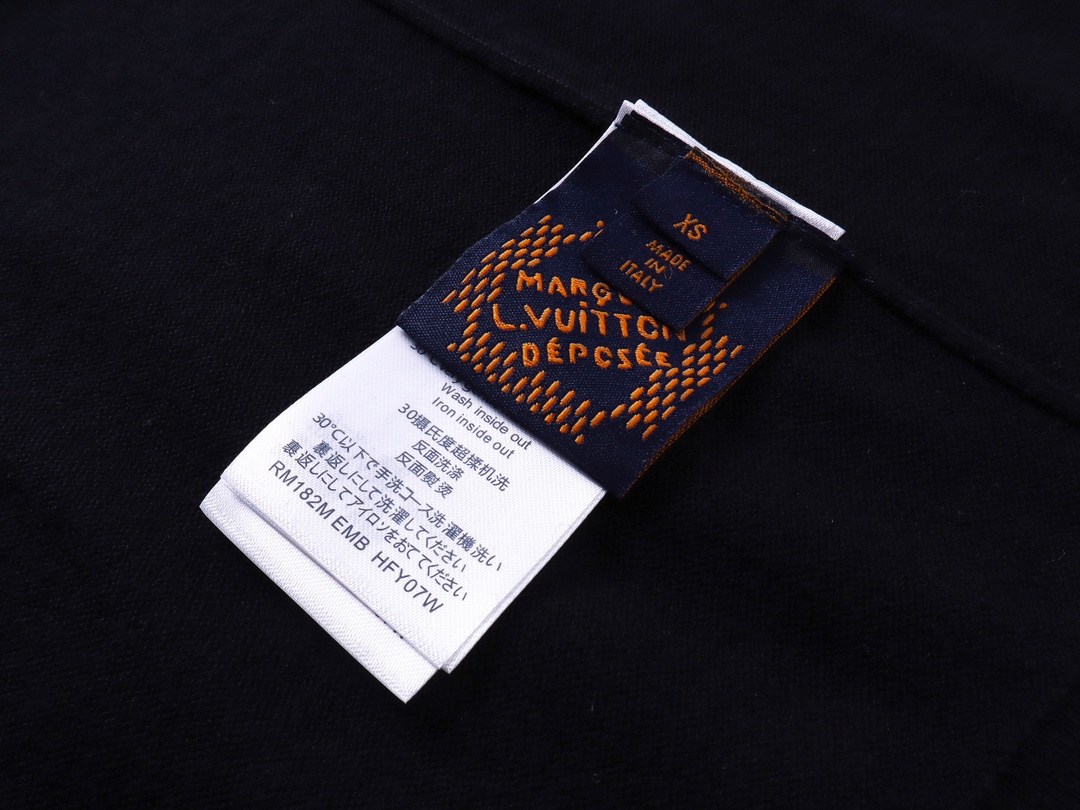 XS
MADE
IN
ITALY
L.VUITTON
DÉPOSÉE
Wash inside out
Iron inside out
30摄氏度超揉机洗
反面洗涤
反面熨烫
30℃以下で手洗コース洗濯機洗い
裏返しにして洗濯してください
裏返しにしてアイロンをおててください
RM182M EMB HFY07W